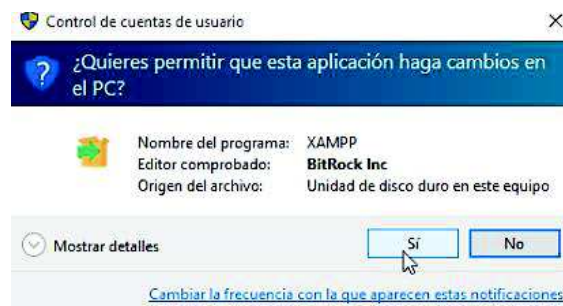 Control de cuentas de usuario
¿Quieres permitir que esta aplicación haga cambios en
el PC?
Nombre del programa: XAMPP
Editor comprobado: BitRock Inc
Origen del archivo: Unidad de disco duro en este equipo
Mostrar detalles
Sí
No
Cambiar la frecuencia con la que aparecen estas notificaciones